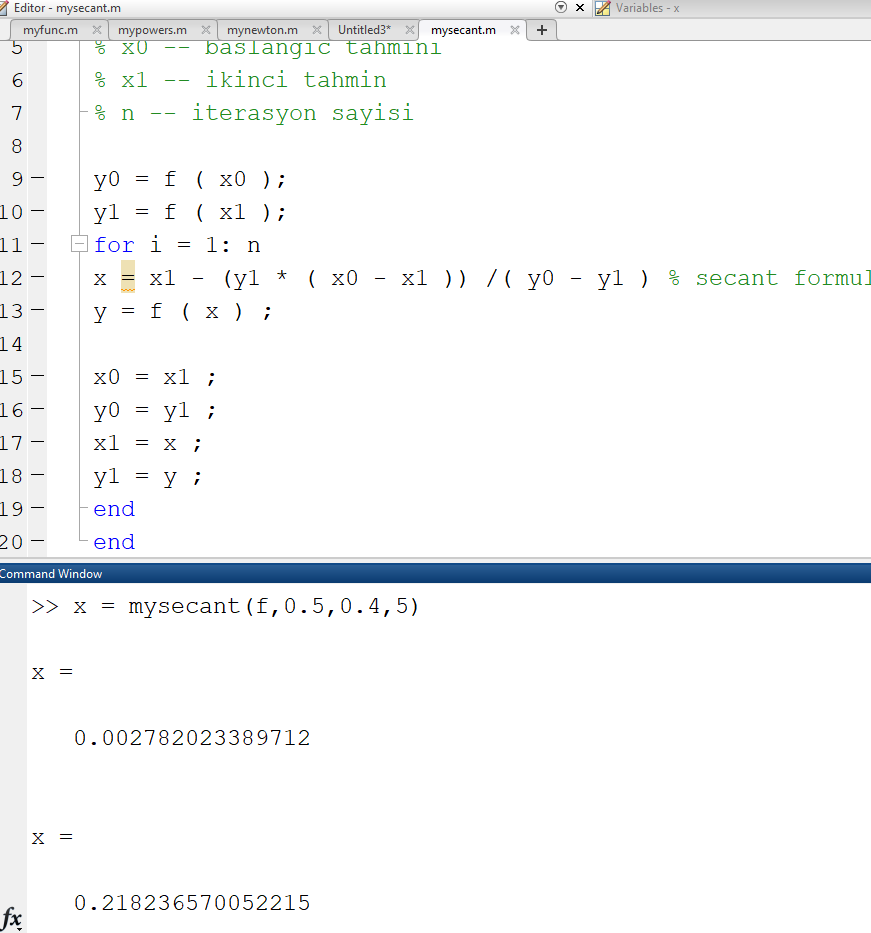 Editor - mysecant.m
Variables - x
myfunc.m mypowers.m mynewton.m Untitled3* mysecant.m +
5 % x0 -- baslangic tahmini
6 % x1 -- ikinci tahmin
7 % n -- iterasyon sayisi
8
9 y0 = f ( x0 );
10 y1 = f ( x1 );
11 for i = 1: n
12 x = x1 - (y1 * ( x0 - x1 )) /( y0 - y1 ) % secant formul
13 y = f ( x ) ;
14
15 x0 = x1 ;
16 y0 = y1 ;
17 x1 = x ;
18 y1 = y ;
19 end
20 end
Command Window
>> x = mysecant(f,0.5,0.4,5)
x =
0.002782023389712
x =
0.218236570052215
fx